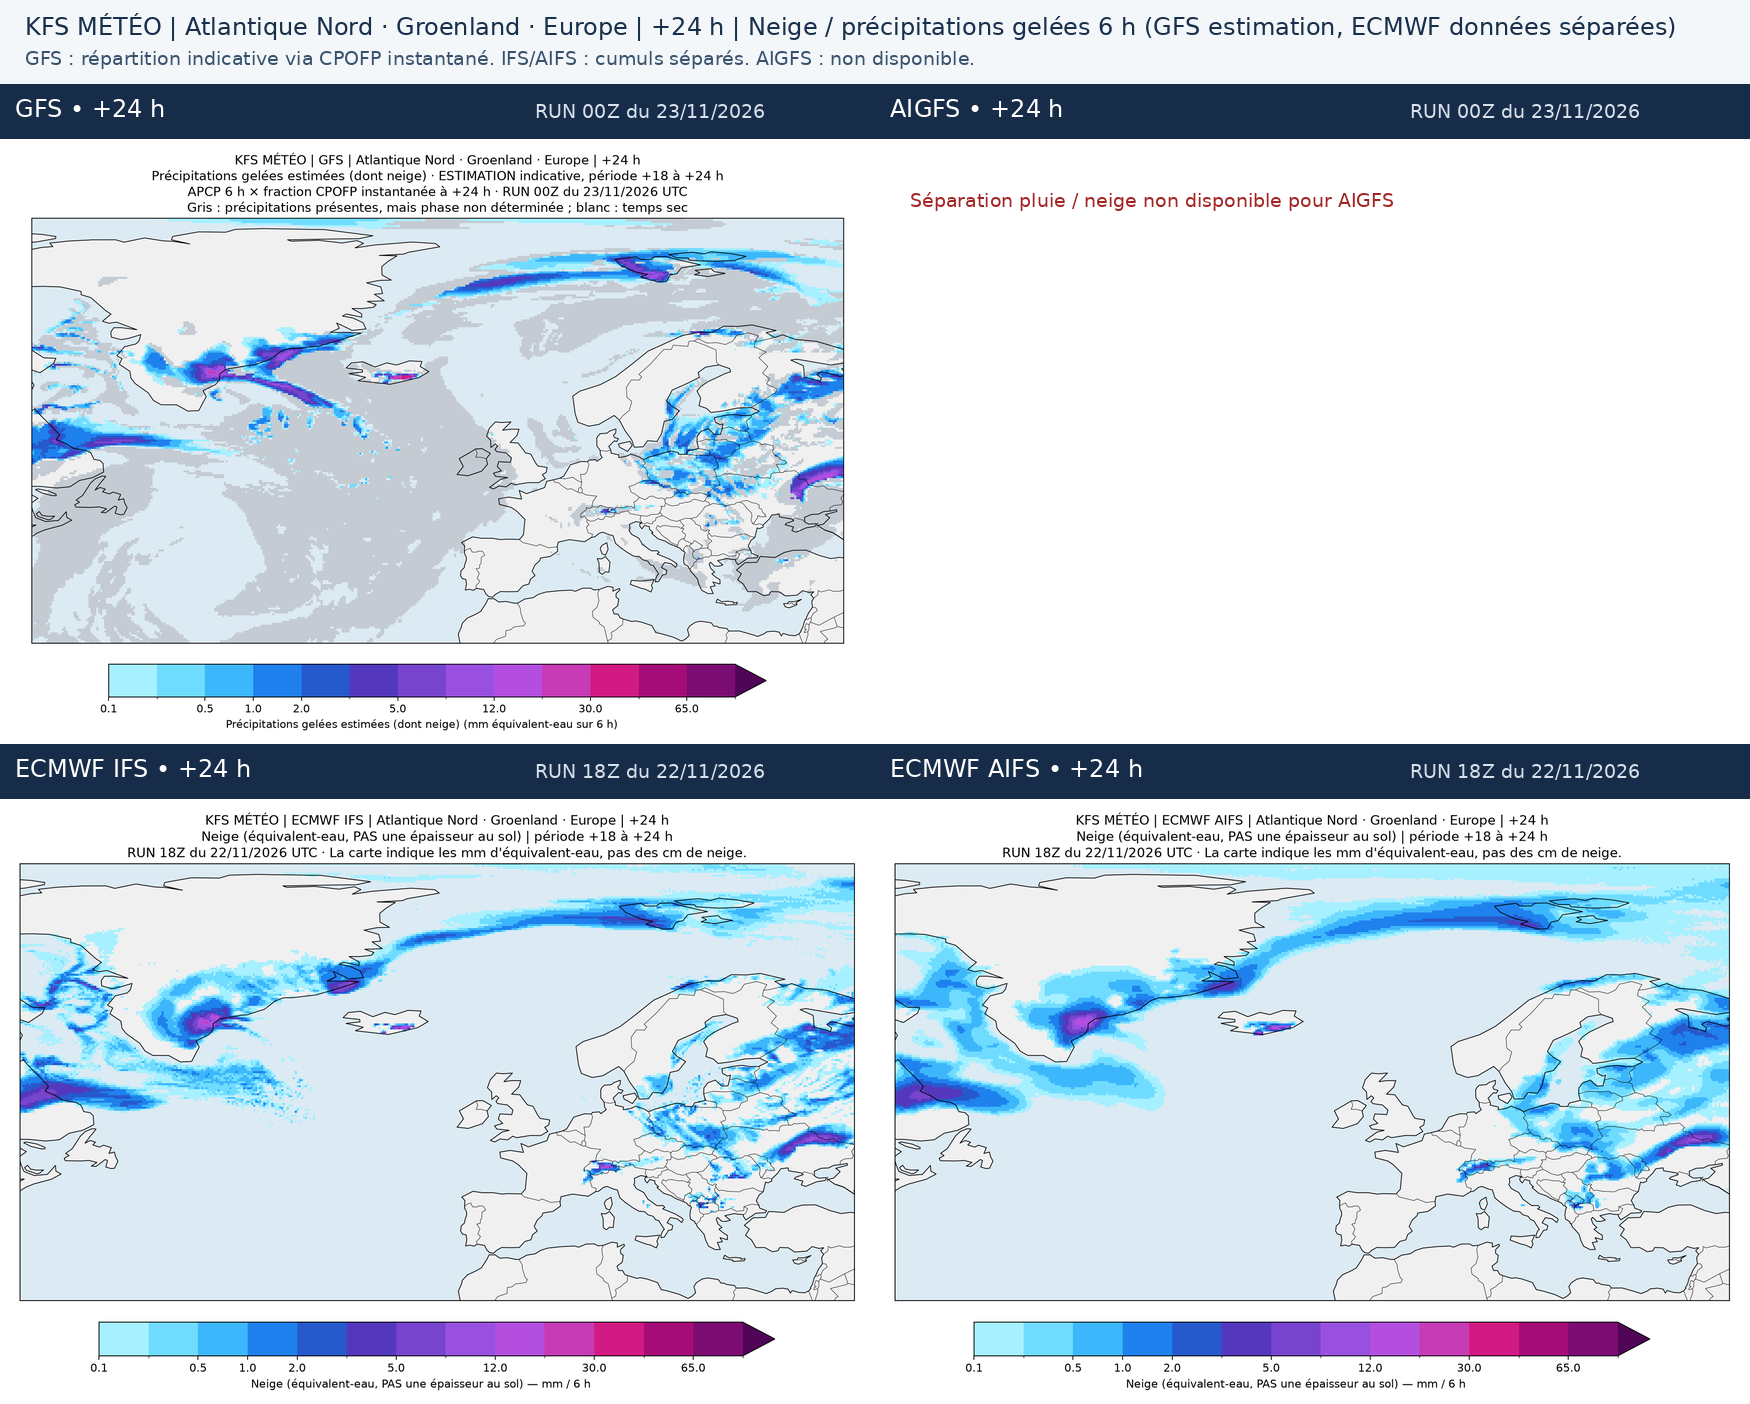 KFS MÉTÉO | Atlantique Nord · Groenland · Europe | +24 h | Neige / précipitations gelées 6 h (GFS estimation, ECMWF données séparées)
GFS : répartition indicative via CPOFP instantané. IFS/AIFS : cumuls séparés. AIGFS : non disponible.
GFS • +24 h
RUN 00Z du 23/11/2026
AIGFS • +24 h
RUN 00Z du 23/11/2026
KFS MÉTÉO | GFS | Atlantique Nord · Groenland · Europe | +24 h
Précipitations gelées estimées (dont neige) · ESTIMATION indicative, période +18 à +24 h
APCP 6 h × fraction CPOFP instantanée à +24 h · RUN 00Z du 23/11/2026 UTC
Gris : précipitations présentes, mais phase non déterminée ; blanc : temps sec
Séparation pluie / neige non disponible pour AIGFS
0.1 0.5 1.0 2.0 5.0 12.0 30.0 65.0
Précipitations gelées estimées (dont neige) (mm équivalent-eau sur 6 h)
ECMWF IFS • +24 h
RUN 18Z du 22/11/2026
ECMWF AIFS • +24 h
RUN 18Z du 22/11/2026
KFS MÉTÉO | ECMWF IFS | Atlantique Nord · Groenland · Europe | +24 h
Neige (équivalent-eau, PAS une épaisseur au sol) | période +18 à +24 h
RUN 18Z du 22/11/2026 UTC · La carte indique les mm d'équivalent-eau, pas des cm de neige.
KFS MÉTÉO | ECMWF AIFS | Atlantique Nord · Groenland · Europe | +24 h
Neige (équivalent-eau, PAS une épaisseur au sol) | période +18 à +24 h
RUN 18Z du 22/11/2026 UTC · La carte indique les mm d'équivalent-eau, pas des cm de neige.
0.1 0.5 1.0 2.0 5.0 12.0 30.0 65.0
Neige (équivalent-eau, PAS une épaisseur au sol) — mm / 6 h
0.1 0.5 1.0 2.0 5.0 12.0 30.0 65.0
Neige (équivalent-eau, PAS une épaisseur au sol) — mm / 6 h